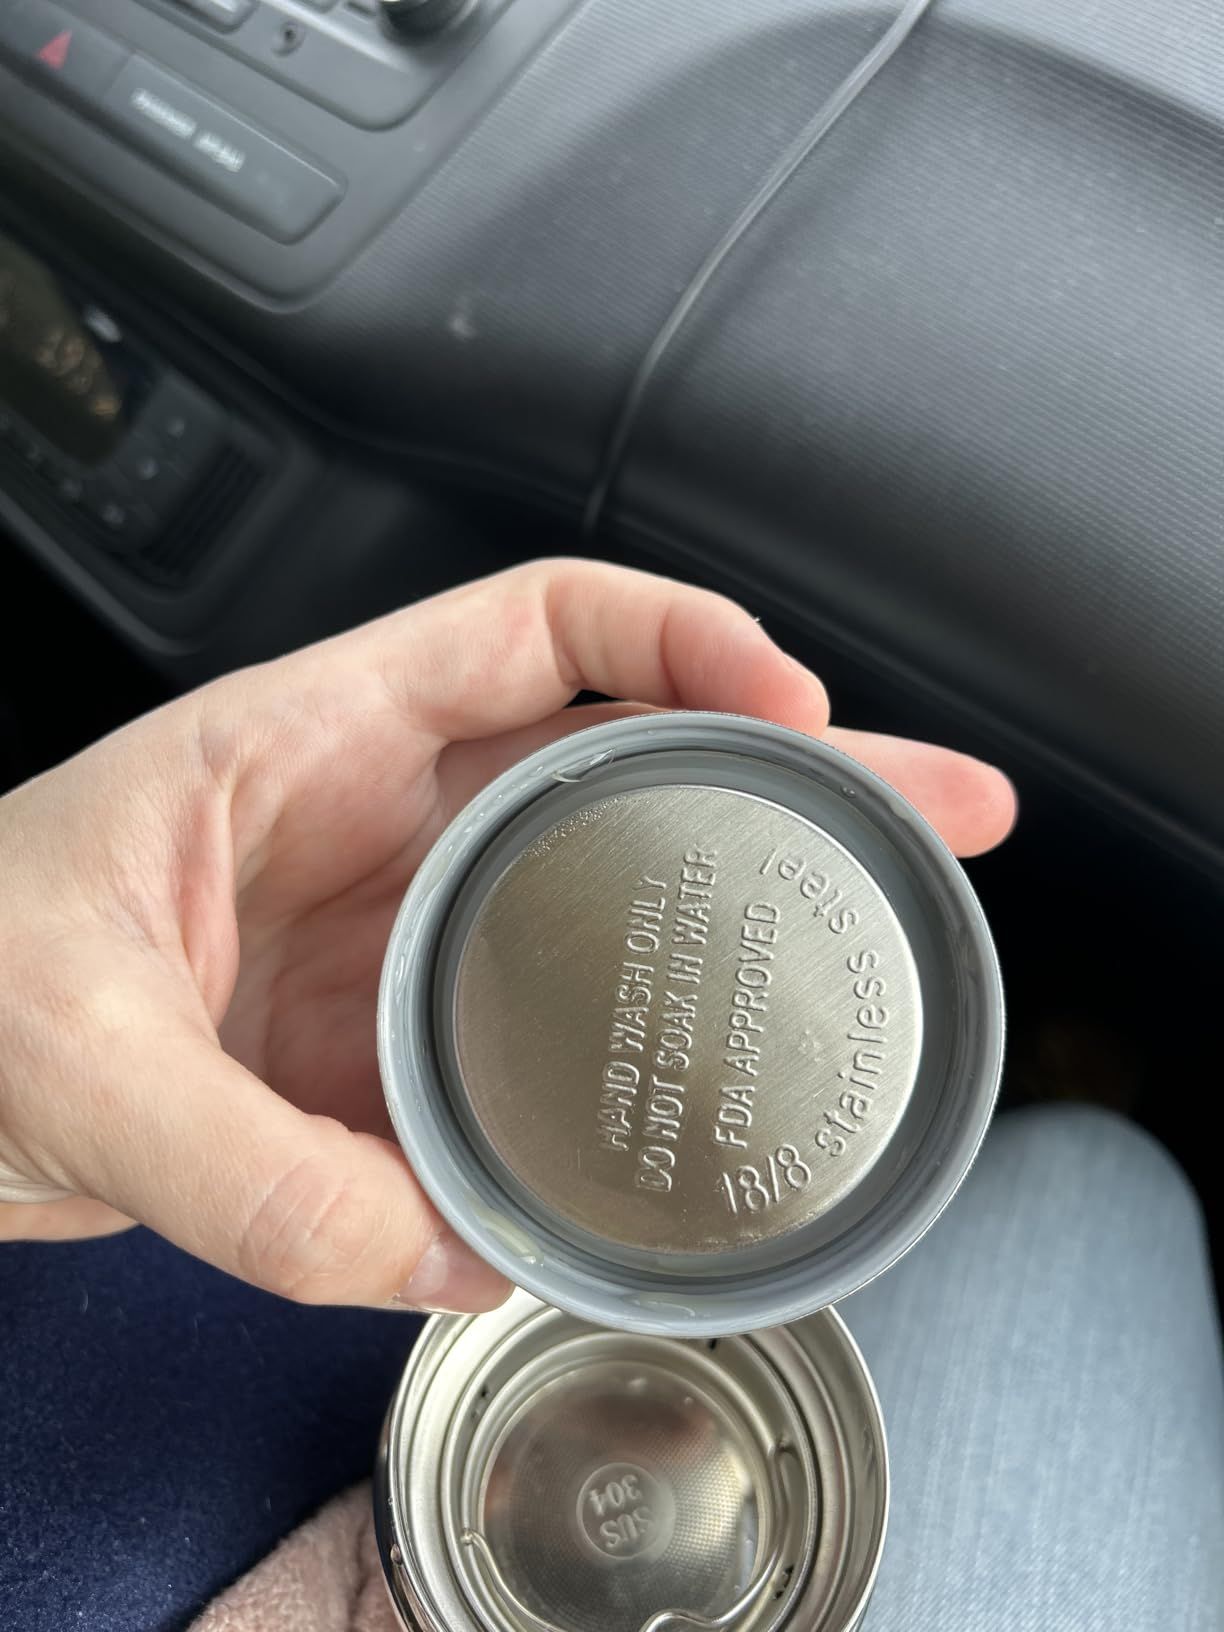 HAND WASH ONLY
DO NOT SOAK IN WATER
FDA APPROVED
18/8 stainless steel
SUS
304